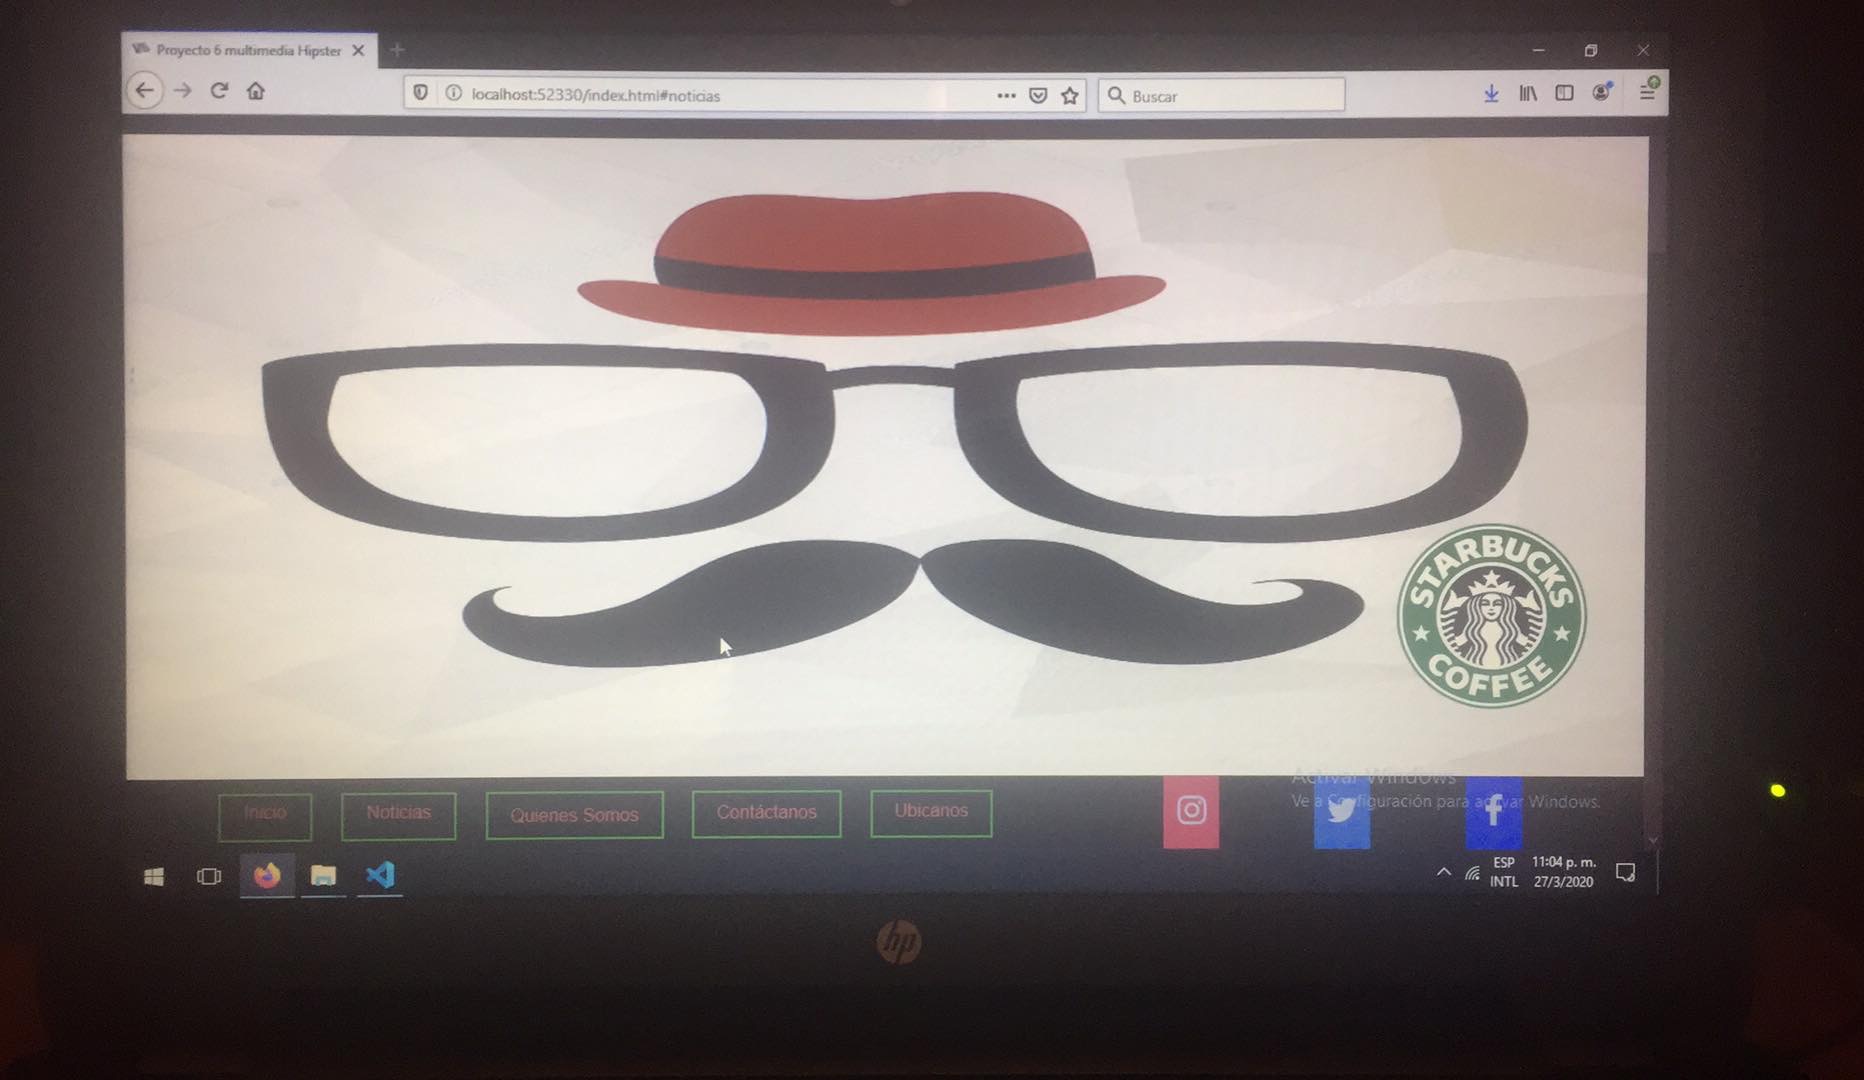 Proyecto 6 multimedia Hipster
localhost:52330/index.html#noticias
Buscar
STARBUCKS
COFFEE
Activar Windows
Ve a Configuración para activar Windows.
Inicio
Noticias
Quienes Somos
Contáctanos
Ubicanos
ESP
INTL
11:04 p. m.
27/3/2020
hp